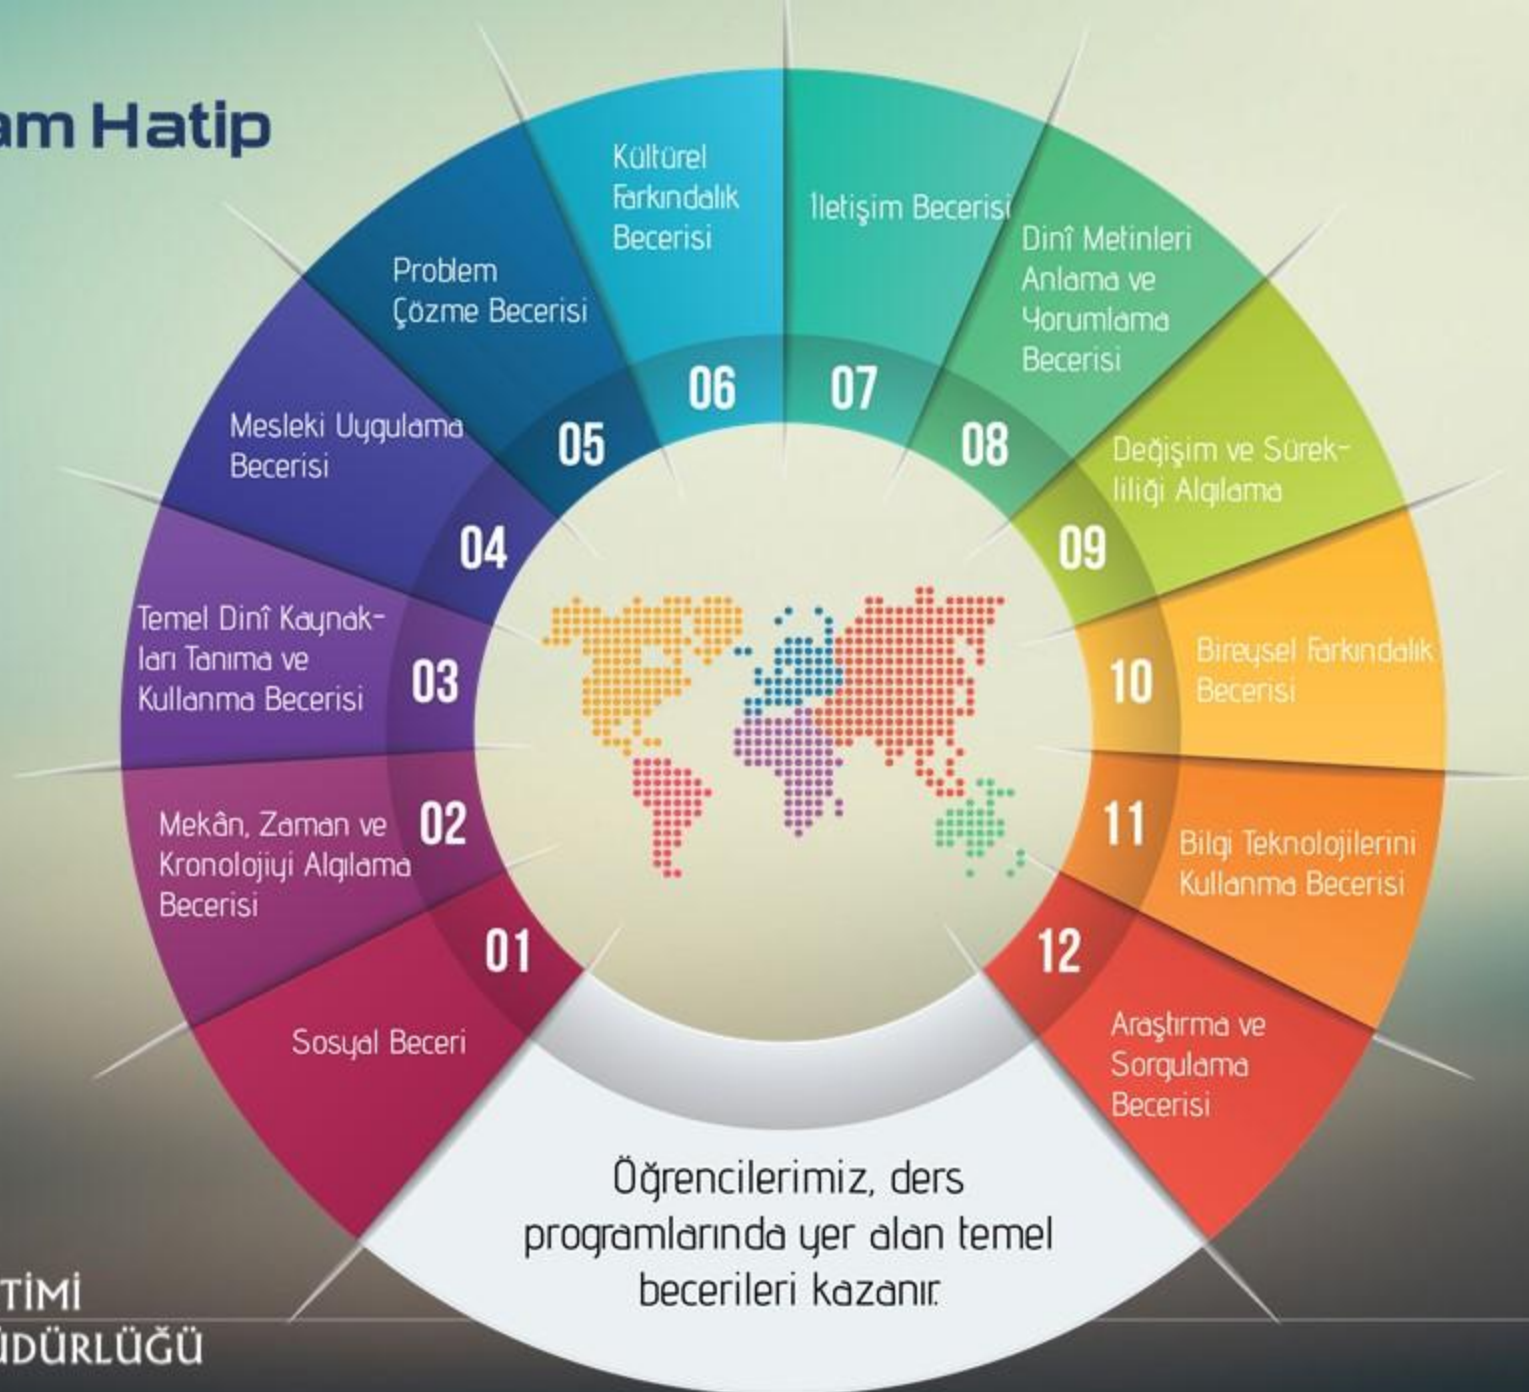 am Hatip
01
Sosyal Beceri
02
Mekân, Zaman ve
Kronolojiyi Algılama
Becerisi
03
Temel Dinî Kaynak-
ları Tanıma ve
Kullanma Becerisi
04
Mesleki Uygulama
Becerisi
05
Problem
Çözme Becerisi
06
Kültürel
Farkındalık
Becerisi
07
İletişim Becerisi
08
Dinî Metinleri
Anlama ve
Yorumlama
Becerisi
09
Değişim ve Sürek-
liliği Algılama
10
Bireysel Farkındalık
Becerisi
11
Bilgi Teknolojilerini
Kullanma Becerisi
12
Araştırma ve
Sorgulama
Becerisi
Öğrencilerimiz, ders
programlarında yer alan temel
becerileri kazanır.
TİMİ
ÜDÜRLÜĞÜ